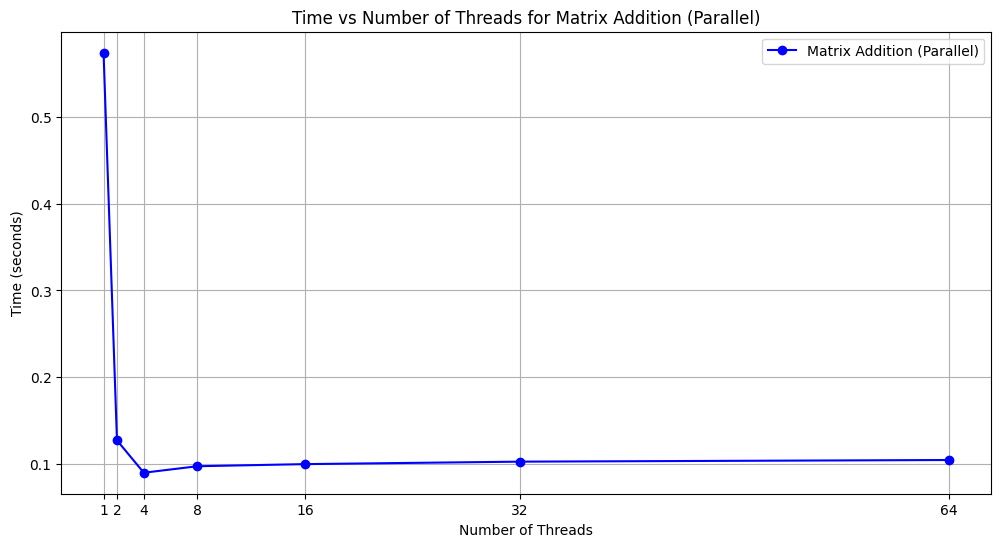 Time vs Number of Threads for Matrix Addition (Parallel)
Matrix Addition (Parallel)
Time (seconds)
0.5
0.4
0.3
0.2
0.1
1 2 4 8 16 32 64
Number of Threads